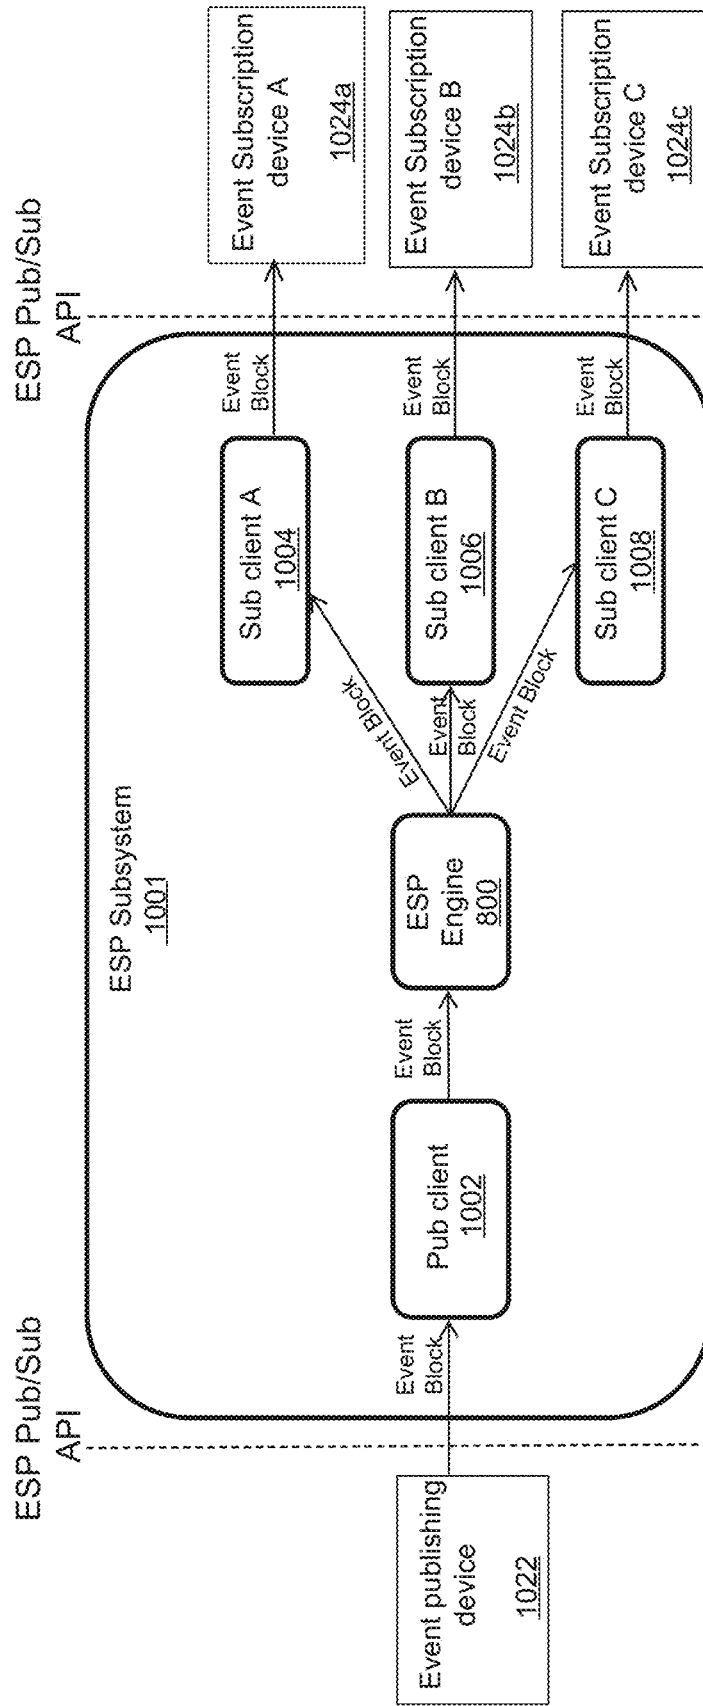 ESP Pub/Sub
API
ESP Pub/Sub
API
ESP Subsystem
1001
Event publishing
device
1022
Event
Block
Pub client
1002
Event
Block
ESP
Engine
800
Event Block
Event
Block
Event Block
Sub client A
1004
Sub client B
1006
Sub client C
1008
Event
Block
Event
Block
Event
Block
Event Subscription
device A
1024a
Event Subscription
device B
1024b
Event Subscription
device C
1024c